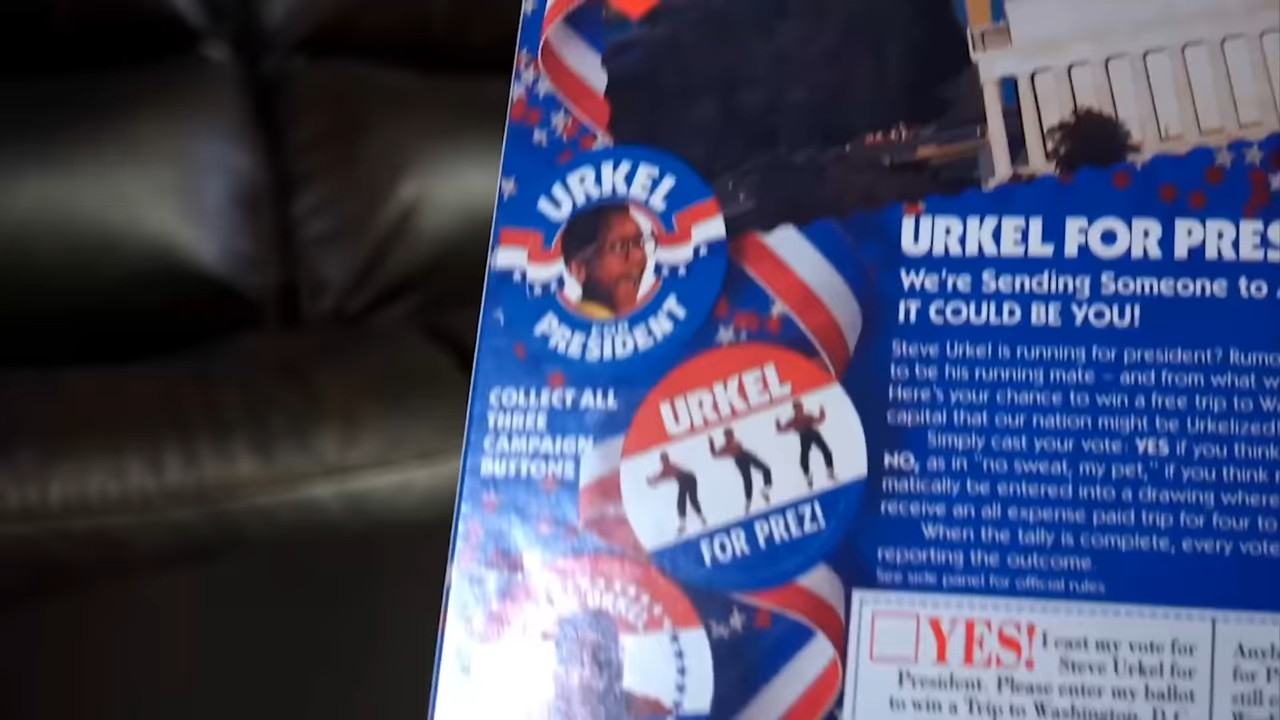 URKEL
FOR
PRESIDENT
COLLECT ALL
THREE
CAMPAIGN
BUTTONS
URKEL
FOR PREZ!
URKEL
URKEL FOR PRES
We're Sending Someone to
IT COULD BE YOU!
Steve Urkel is running for president? Rumo
to be his running mate – and from what w
Here's your chance to win a free trip to W
capital that our nation might be Urkelized
Simply cast your vote: YES if you think
NO, as in "no sweat, my pet," if you think
matically be entered into a drawing where
receive an all expense paid trip for four to
When the tally is complete, every vote
reporting the outcome.
See side panel for official rules
YES! I cast my vote for
Steve Urkel for
President. Please enter my ballot
to win a Trip to Washington, D.C.
for P
still